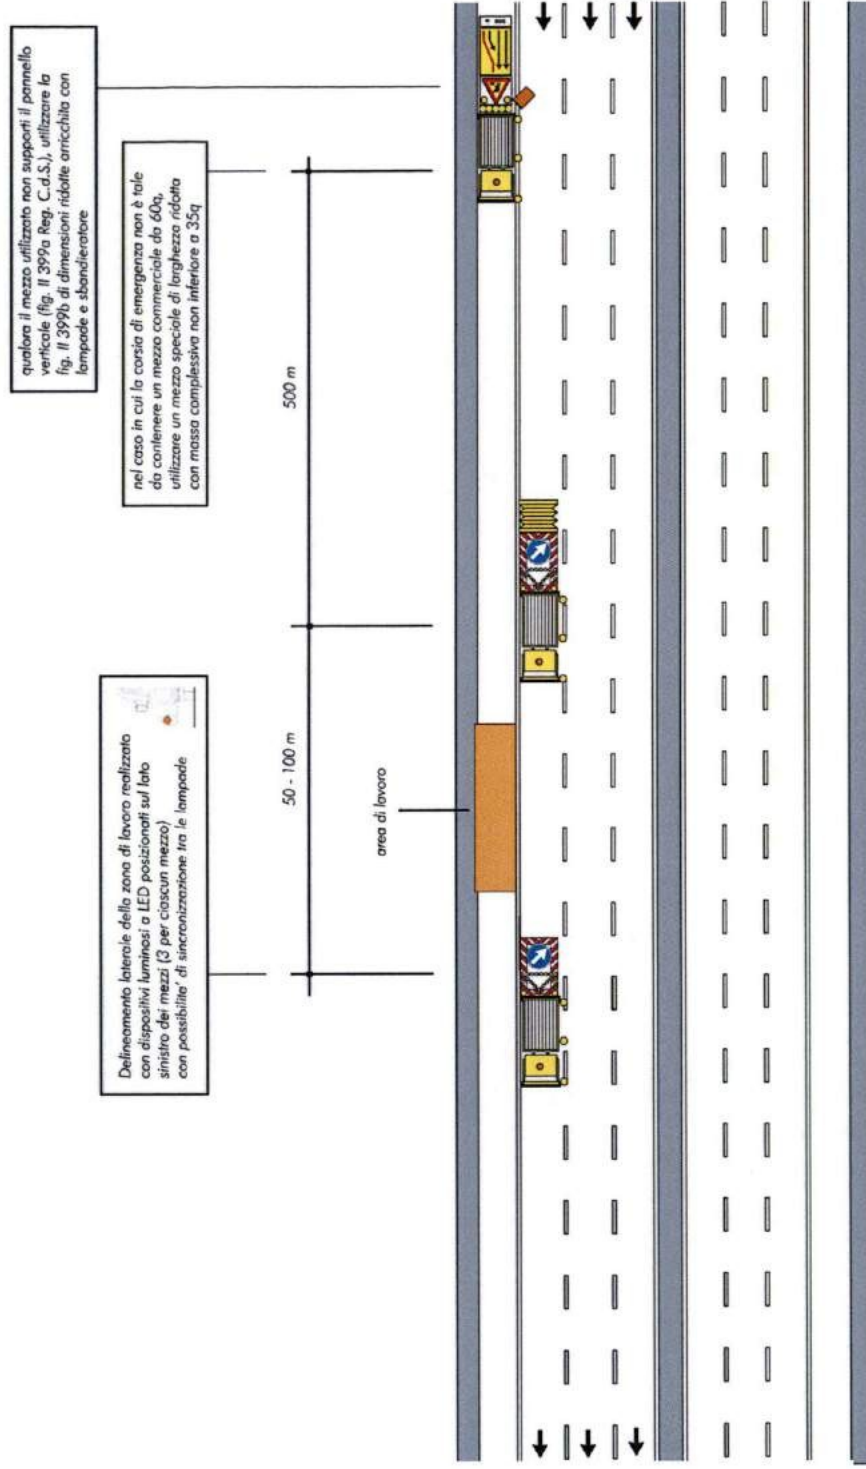 qualora il mezzo utilizzato non supporti il pannello
verticale (fig. II 399a Reg. C.d.S.), utilizzare la
fig. II 399b di dimensioni ridotte arricchita con
lampade e sbandieratore
nel caso in cui la corsia di emergenza non è tale
da contenere un mezzo commerciale da 60q,
utilizzare un mezzo speciale di larghezza ridotta
con massa complessiva non inferiore a 35q
500 m
Delineamento laterale della zona di lavoro realizzato
con dispositivi luminosi a LED posizionati sul lato
sinistro dei mezzi (3 per ciascun mezzo)
con possibilita' di sincronizzazione tra le lampade
50 - 100 m
area di lavoro